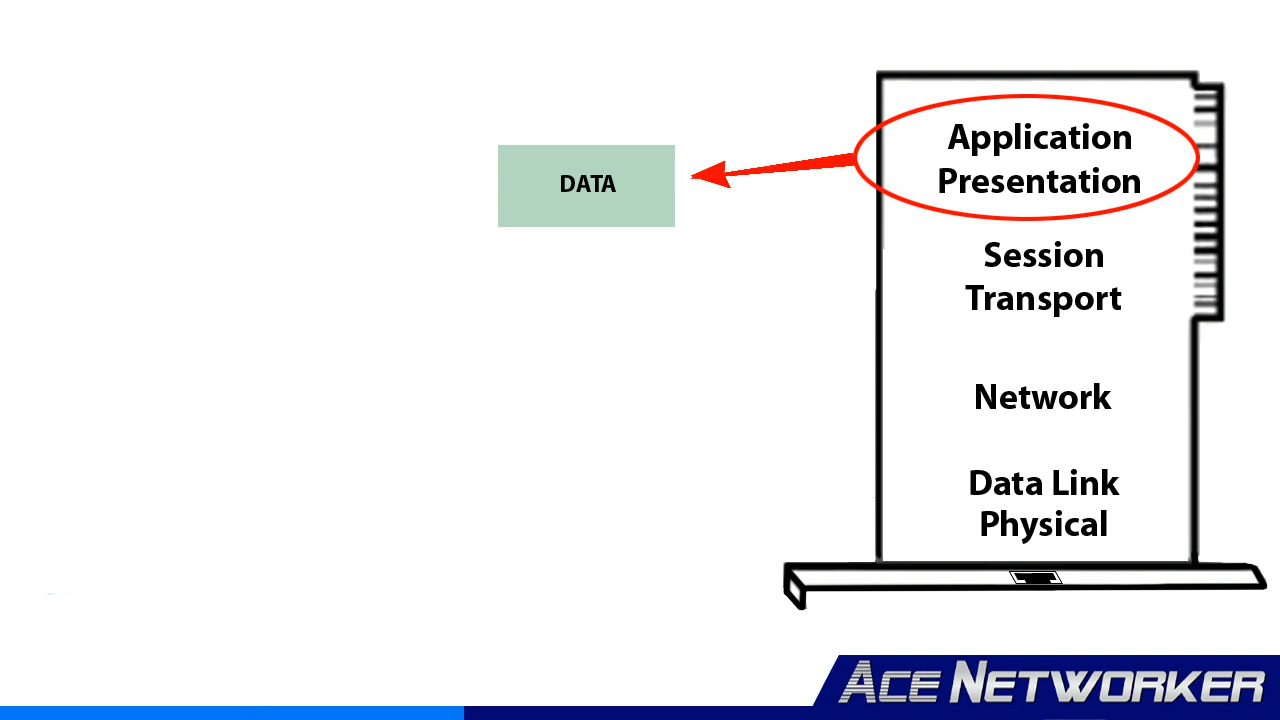 DATA
Application
Presentation
Session
Transport
Network
Data Link
Physical
ACE NETWORKER